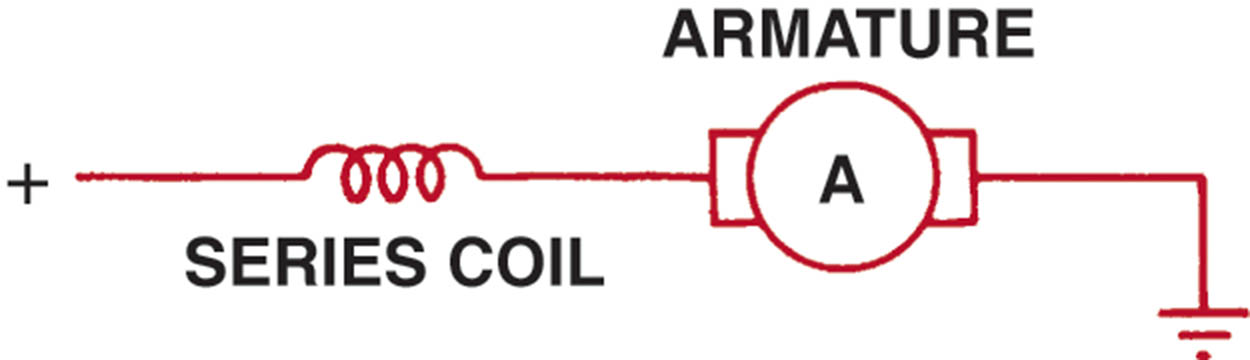 ARMATURE
+
A
SERIES COIL